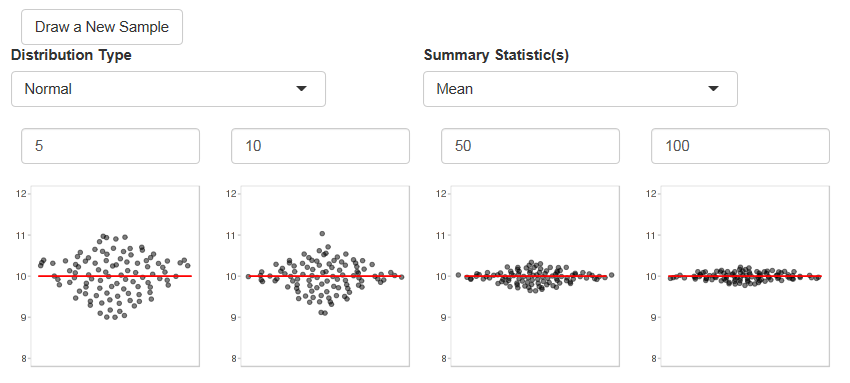 Draw a New Sample
Distribution Type Summary Statistic(s)
Normal Mean
5 10 50 100
12 12 12 12
11 11 11 11
10 10 10 10
9 9 9 9
8 8 8 8